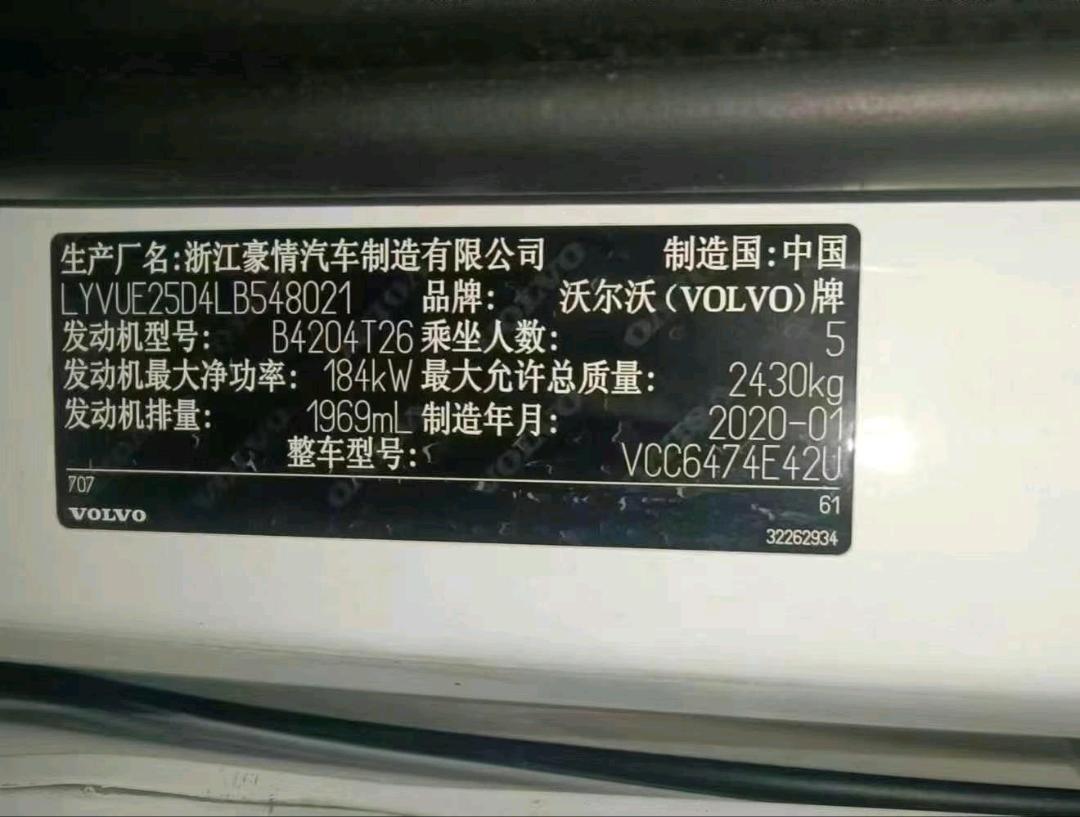 生产厂名:浙江豪情汽车制造有限公司 制造国:中国
LYVUE25D4LB548021 品牌: 沃尔沃(VOLVO)牌
发动机型号: B4204T26 乘坐人数: 5
发动机最大净功率: 184kW 最大允许总质量: 2430kg
发动机排量: 1969mL 制造年月: 2020-01
整车型号: VCC6474E42U
707 61
VOLVO 32262934